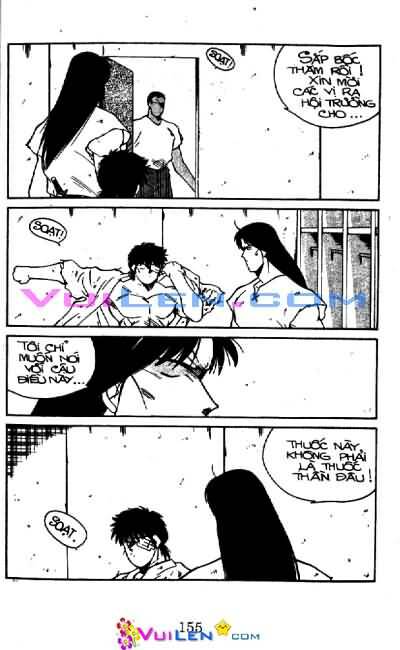 SOẠT!
SẮP BỐC
THĂM RỒI!
XIN MỜI
CÁC VỊ RA
HỘI TRƯỜNG
CHO...
SOẠT!
VUILEN.COM
TÔI CHỈ
MUỐN NÓI
VỚI CẬU
ĐIỀU NÀY...
THUỐC NÀY
KHÔNG PHẢI
LÀ THUỐC
THẦN ĐÂU!
SOẠT.
155
VUILEN COM